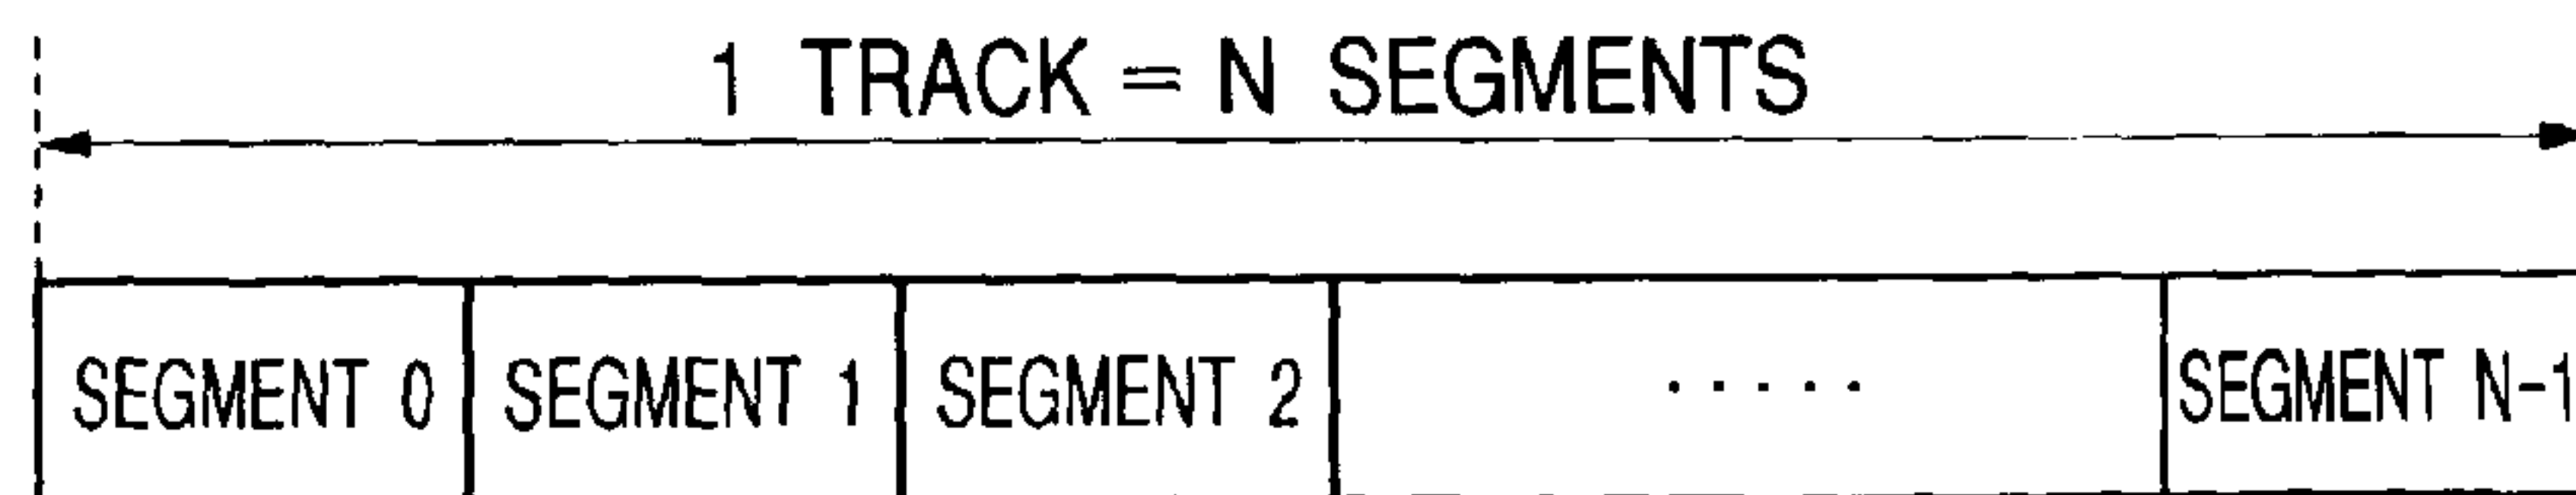 1 TRACK = N SEGMENTS
SEGMENT 0 SEGMENT 1 SEGMENT 2 ..... SEGMENT N-1